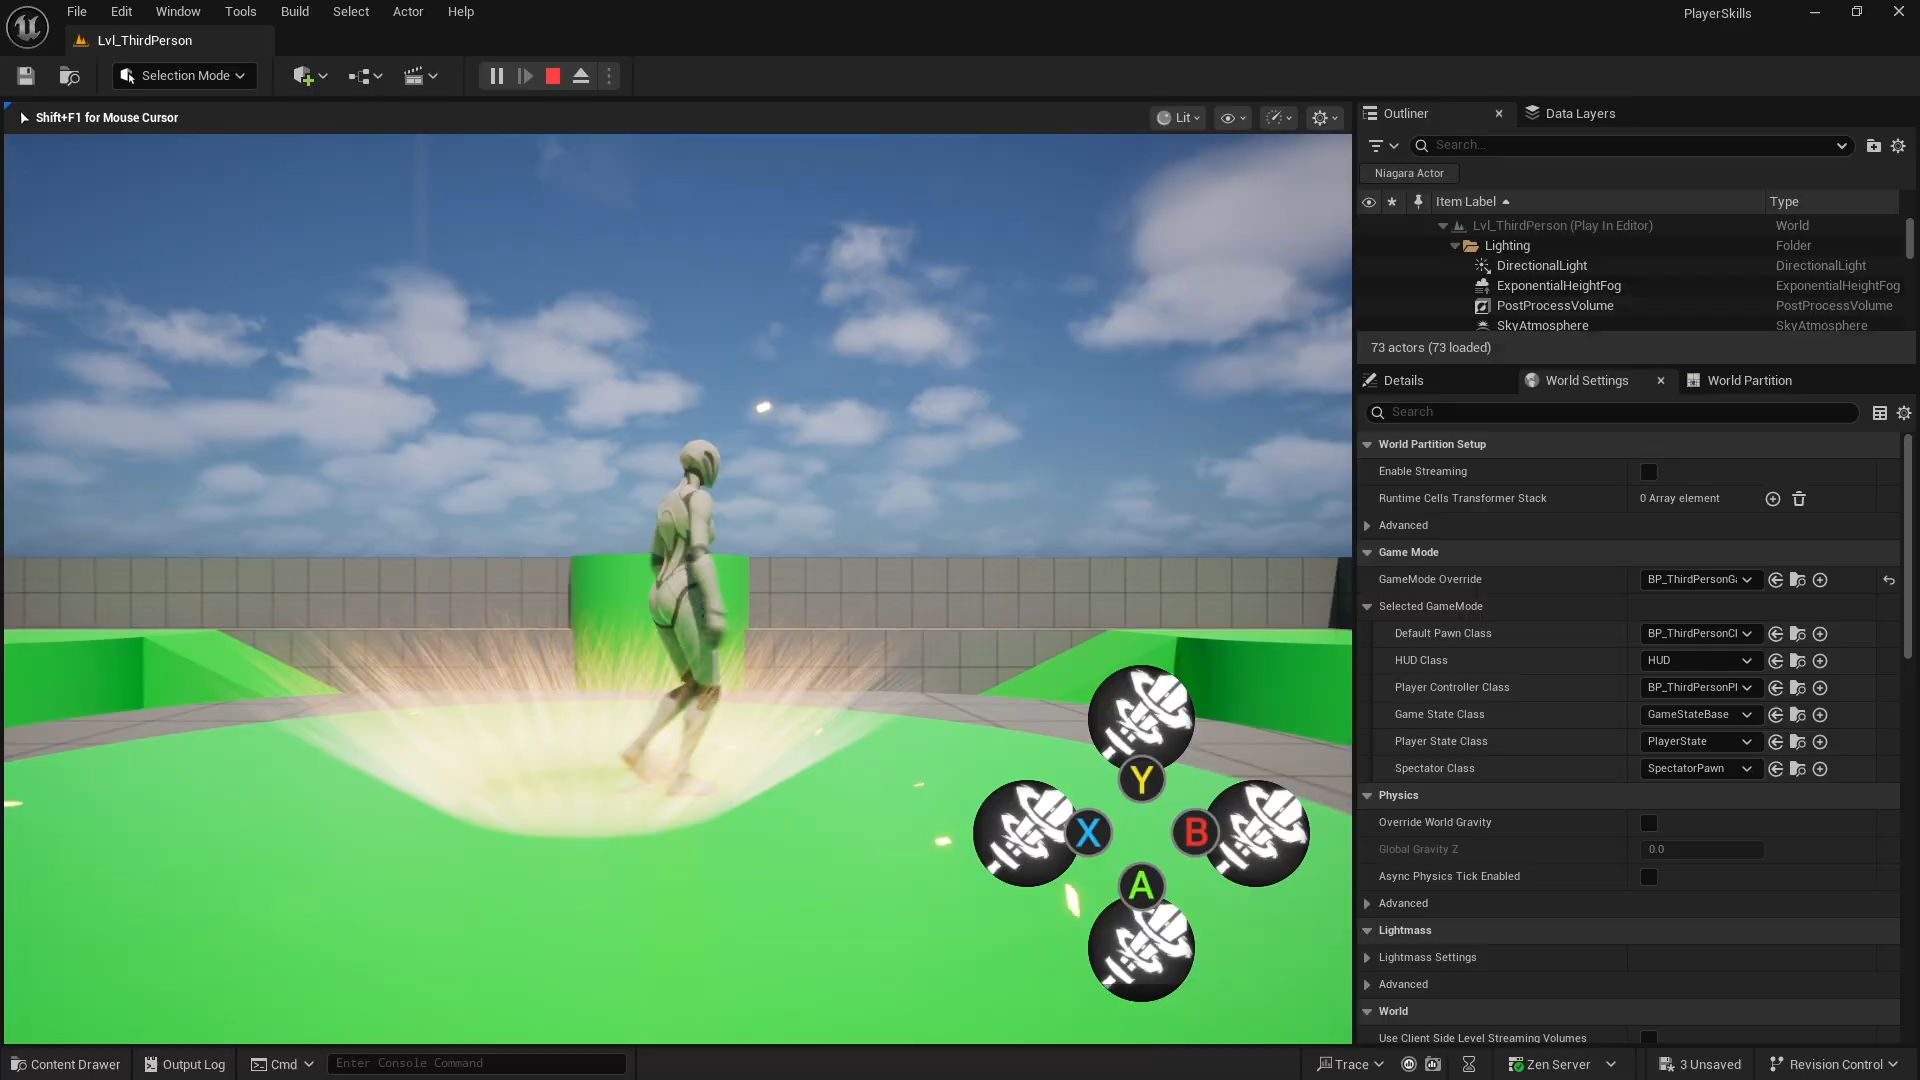 File Edit Window Tools Build Select Actor Help
PlayerSkills
Lvl_ThirdPerson
Selection Mode
Shift+F1 for Mouse Cursor
Lit
Y
X
B
A
Outliner
Data Layers
Search...
Niagara Actor
Item Label
Type
Lvl_ThirdPerson (Play In Editor) World
Lighting Folder
DirectionalLight DirectionalLight
ExponentialHeightFog ExponentialHeightFog
PostProcessVolume PostProcessVolume
SkyAtmosphere SkyAtmosphere
73 actors (73 loaded)
Details
World Settings
World Partition
Search
World Partition Setup
Enable Streaming
Runtime Cells Transformer Stack 0 Array element
Advanced
Game Mode
GameMode Override BP_ThirdPersonGa
Selected GameMode
Default Pawn Class BP_ThirdPersonCl
HUD Class HUD
Player Controller Class BP_ThirdPersonPl
Game State Class GameStateBase
Player State Class PlayerState
Spectator Class SpectatorPawn
Physics
Override World Gravity
Global Gravity Z 0.0
Async Physics Tick Enabled
Advanced
Lightmass
Lightmass Settings
Advanced
World
Use Client Side Level Streaming Volumes
Content Drawer
Output Log
Cmd
Enter Console Command
Trace
Zen Server
3 Unsaved
Revision Control